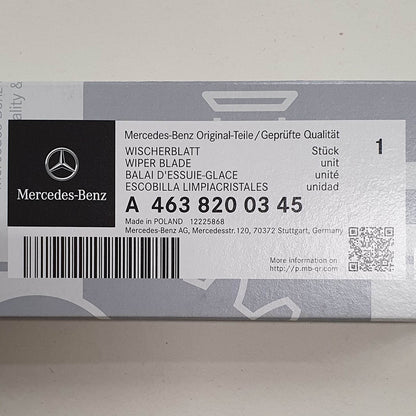 Mercedes-Benz Original-Teile/Geprüfte Qualität
WISCHERBLATT Stück 1
WIPER BLADE unit
BALAI D'ESSUIE-GLACE unité
ESCOBILLA LIMPIACRISTALES unidad
Mercedes-Benz
A 463 820 03 45
Made in POLAND 12225868
Mercedes-Benz AG, Mercedesstr.120, 70372 Stuttgart, Germany
More information on:
http://p.mb-qr.com/